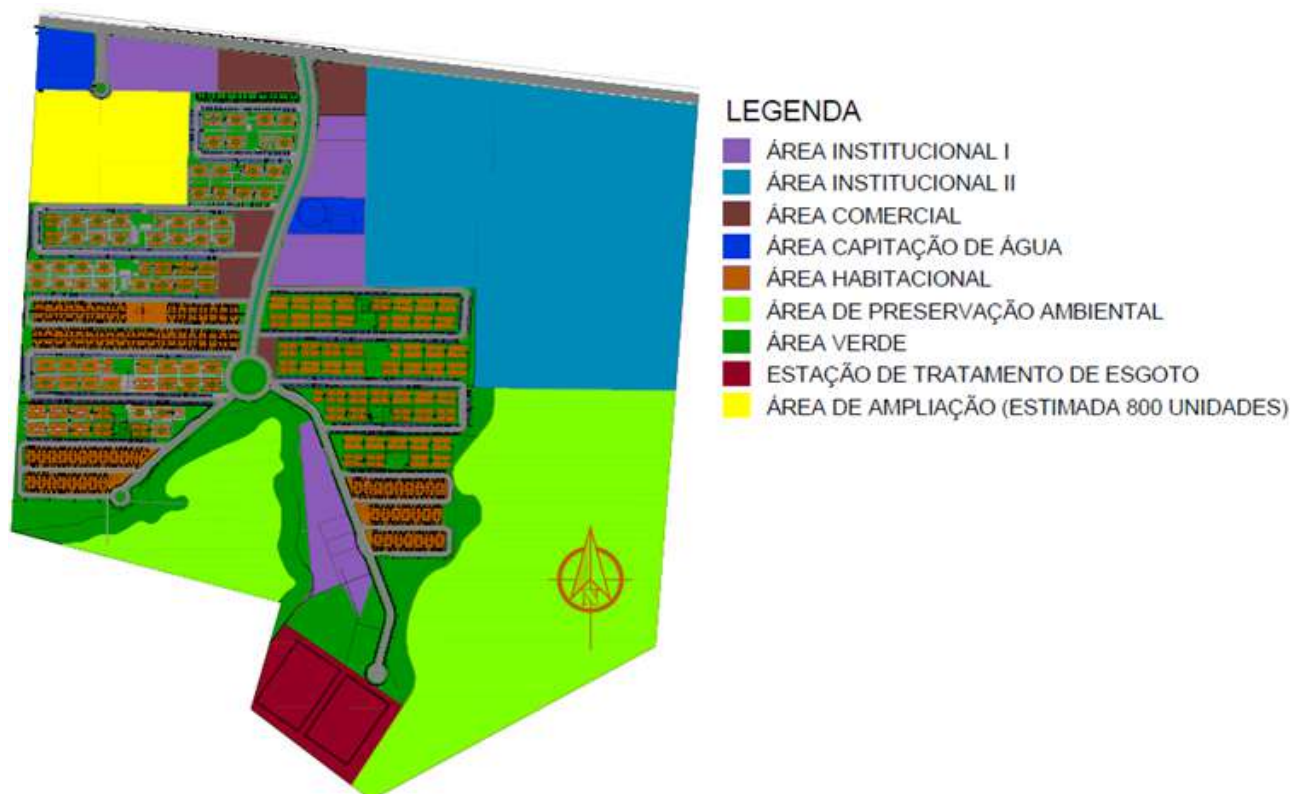 LEGENDA
ÁREA INSTITUCIONAL I
ÁREA INSTITUCIONAL II
ÁREA COMERCIAL
ÁREA CAPITAÇÃO DE ÁGUA
ÁREA HABITACIONAL
ÁREA DE PRESERVAÇÃO AMBIENTAL
ÁREA VERDE
ESTAÇÃO DE TRATAMENTO DE ESGOTO
ÁREA DE AMPLIAÇÃO (ESTIMADA 800 UNIDADES)
N